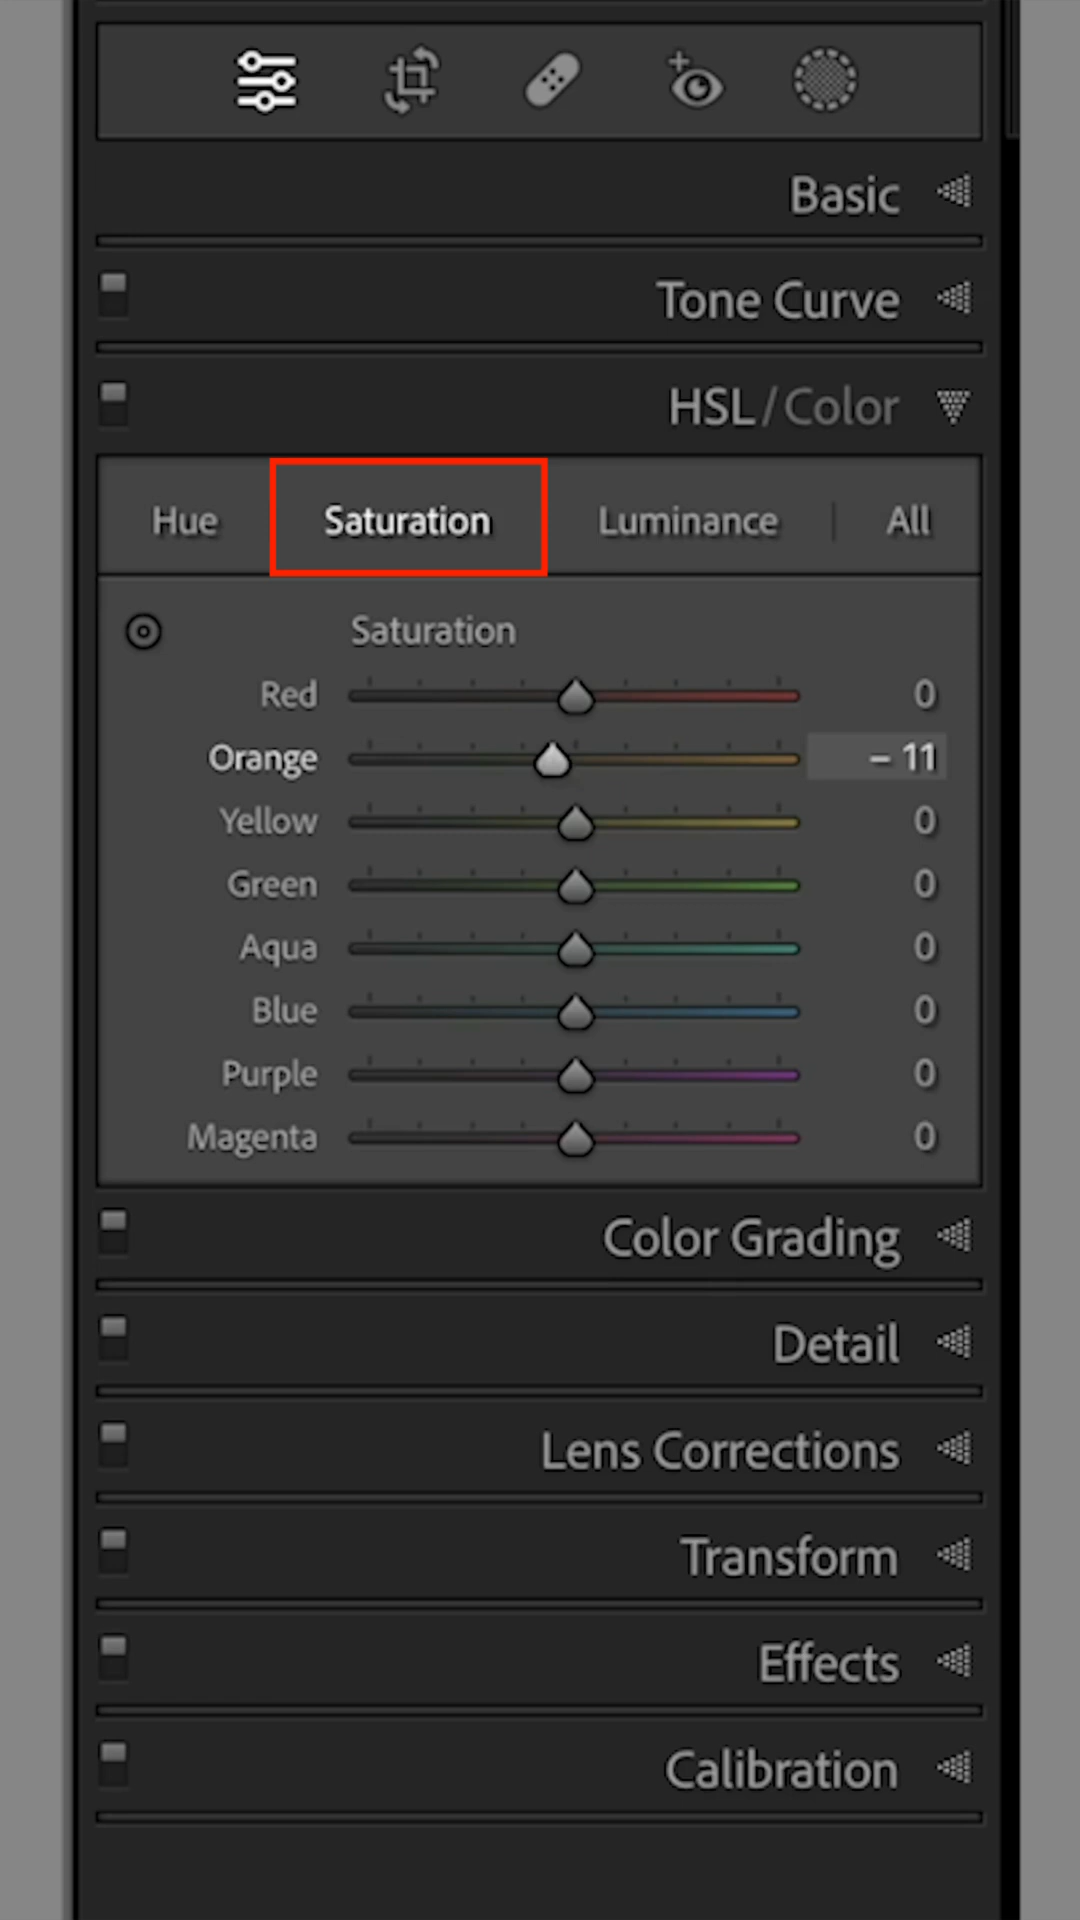 Basic
Tone Curve
HSL / Color
Hue Saturation Luminance All
Saturation
Red 0
Orange – 11
Yellow 0
Green 0
Aqua 0
Blue 0
Purple 0
Magenta 0
Color Grading
Detail
Lens Corrections
Transform
Effects
Calibration